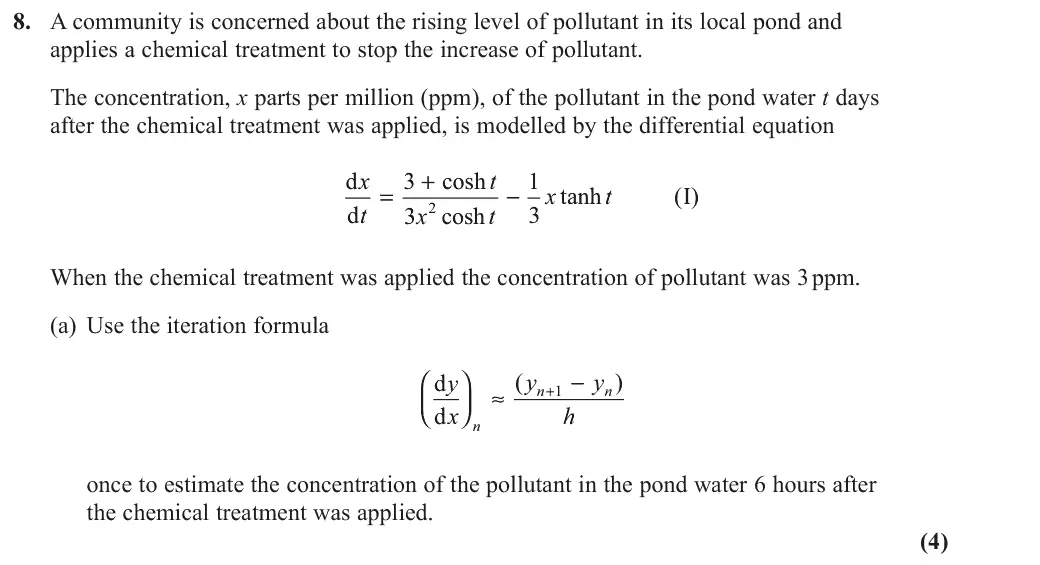 8. A community is concerned about the rising level of pollutant in its local pond and
applies a chemical treatment to stop the increase of pollutant.
The concentration, x parts per million (ppm), of the pollutant in the pond water t days
after the chemical treatment was applied, is modelled by the differential equation
dx/dt = (3 + cosh t)/(3x² cosh t) − 1/3 x tanh t (I)
When the chemical treatment was applied the concentration of pollutant was 3 ppm.
(a) Use the iteration formula
(dy/dx)ₙ ≈ (yₙ₊₁ − yₙ)/h
once to estimate the concentration of the pollutant in the pond water 6 hours after
the chemical treatment was applied.
(4)